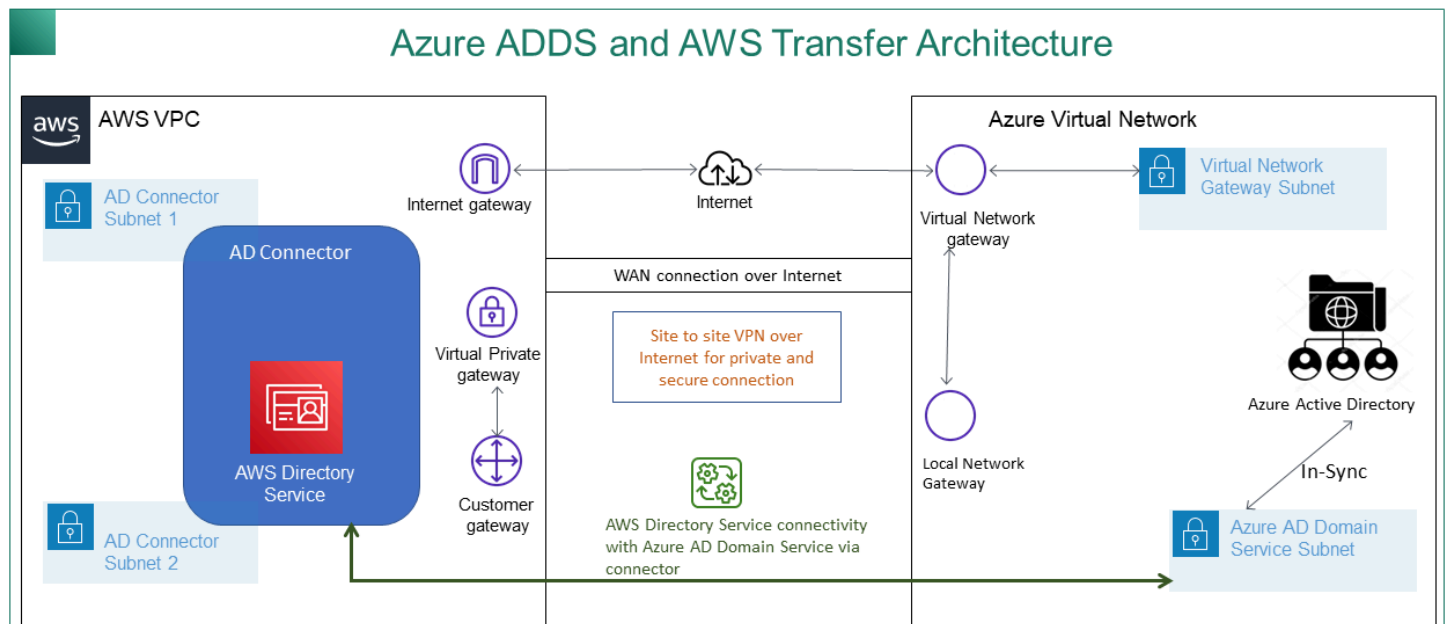 Azure ADDS and AWS Transfer Architecture
aws
AWS VPC
Azure Virtual Network
AD Connector
Subnet 1
Internet gateway
Internet
Virtual Network
gateway
Virtual Network
Gateway Subnet
AD Connector
WAN connection over Internet
Virtual Private
gateway
Site to site VPN over
Internet for private and
secure connection
Azure Active Directory
AWS Directory
Service
Customer
gateway
Local Network
Gateway
In-Sync
AD Connector
Subnet 2
AWS Directory Service connectivity
with Azure AD Domain Service via
connector
Azure AD Domain
Service Subnet